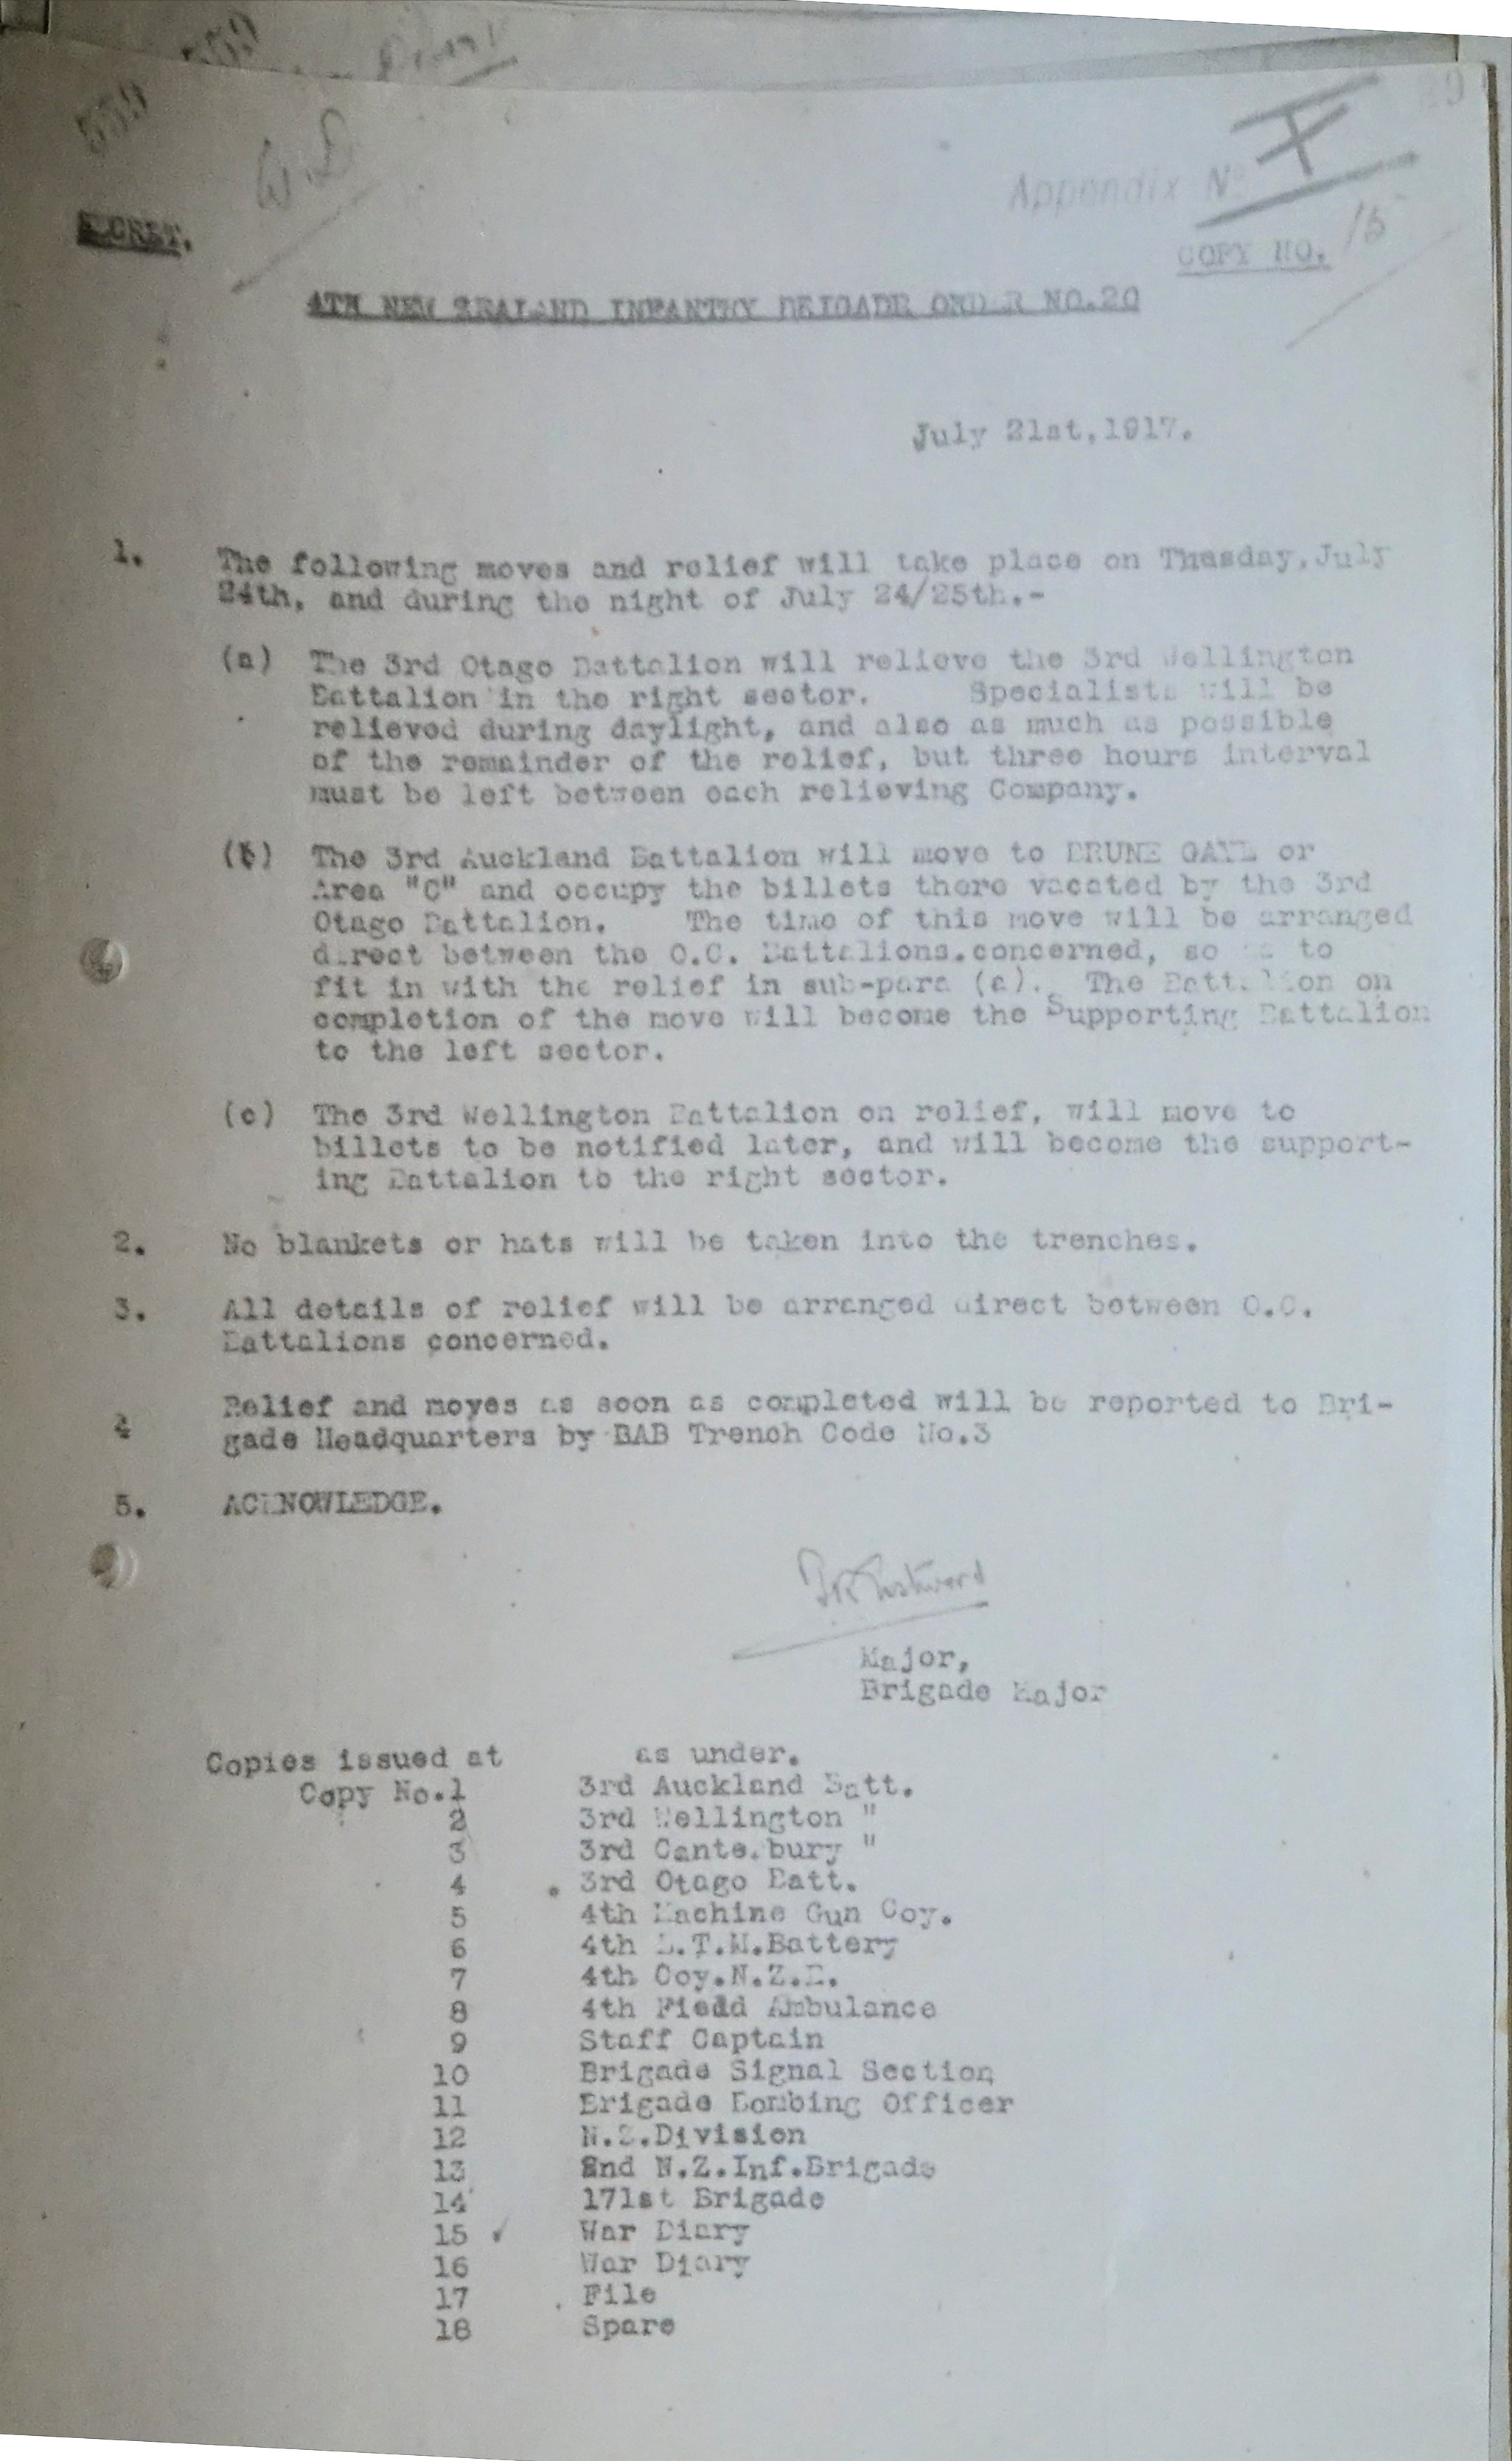 559
W.D
Appendix No X
SECRET.
COPY NO. 15
4TH NEW ZEALAND INFANTRY BRIGADE ORDER NO.20
July 21st,1917.
1. The following moves and relief will take place on Thesday,July
24th, and during the night of July 24/25th.-
(a) The 3rd Otago Battalion will relieve the 3rd Wellington
Battalion in the right sector. Specialists will be
relieved during daylight, and also as much as possible
of the remainder of the relief, but three hours interval
must be left between each relieving Company.
(b) The 3rd Auckland Battalion will move to BRUNE GAYE or
Area "C" and occupy the billets there vacated by the 3rd
Otago Battalion. The time of this move will be arranged
direct between the O.C. Battalions.concerned, so as to
fit in with the relief in sub-para (a). The Battalion on
completion of the move will become the Supporting Battalion
to the left sector.
(c) The 3rd Wellington Battalion on relief, will move to
billets to be notified later, and will become the support-
ing Battalion to the right sector.
2. No blankets or hats will be taken into the trenches.
3. All details of relief will be arranged direct between O.C.
Battalions concerned.
4 Relief and moves as soon as completed will be reported to Bri-
gade Headquarters by BAB Trench Code No.3
5. ACKNOWLEDGE.
Major,
Brigade Major
Copies issued at as under.
Copy No.1 3rd Auckland Batt.
2 3rd Wellington "
3 3rd Canterbury "
4 3rd Otago Batt.
5 4th Machine Gun Coy.
6 4th L.T.M.Battery
7 4th Coy.N.Z.E.
8 4th Fiedd Ambulance
9 Staff Captain
10 Brigade Signal Section
11 Brigade Bombing Officer
12 N.Z.Division
13 2nd N.Z.Inf.Brigade
14 171st Brigade
15 War Diary
16 War Diary
17 File
18 Spare